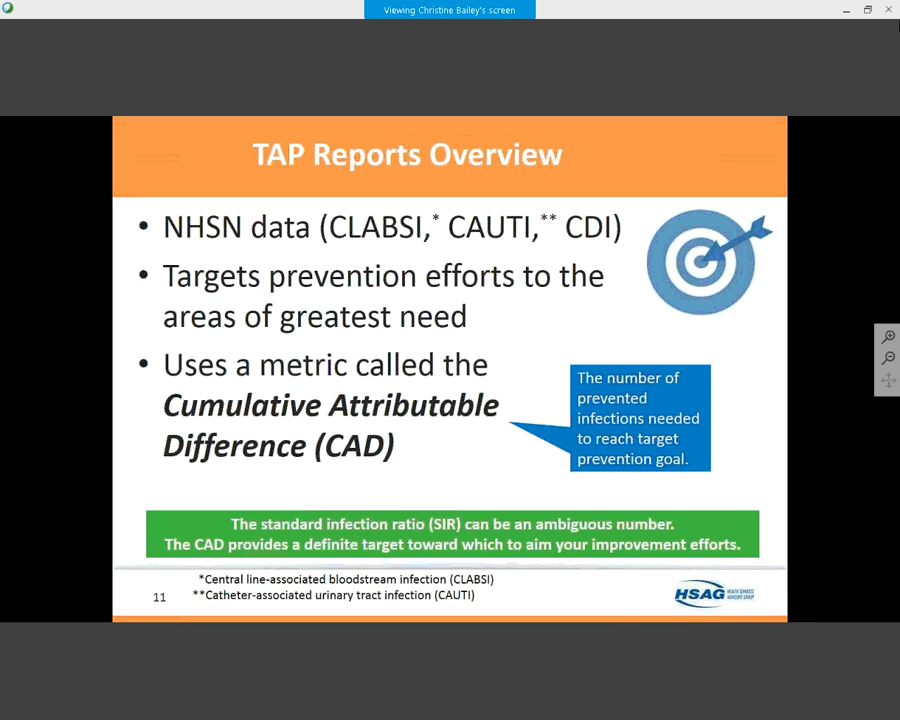 Viewing Christine Bailey's screen
TAP Reports Overview
• NHSN data (CLABSI,* CAUTI,** CDI)
• Targets prevention efforts to the
areas of greatest need
• Uses a metric called the
Cumulative Attributable
Difference (CAD)
The number of
prevented
infections needed
to reach target
prevention goal.
The standard infection ratio (SIR) can be an ambiguous number.
The CAD provides a definite target toward which to aim your improvement efforts.
*Central line-associated bloodstream infection (CLABSI)
**Catheter-associated urinary tract infection (CAUTI)
11
HSAG HEALTH SERVICES
ADVISORY GROUP